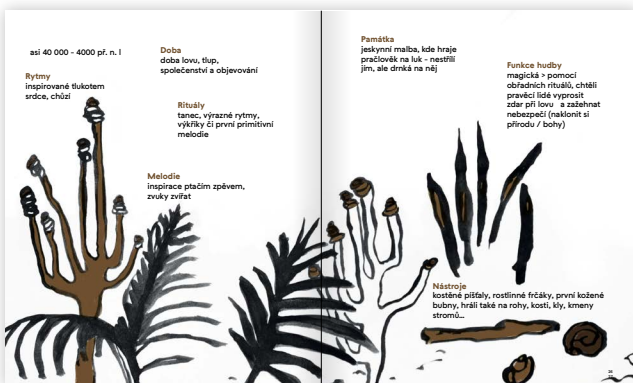 asi 40 000 - 4000 př. n. l
Rytmy
inspirované tlukotem
srdce, chůzí
Doba
doba lovu, tlup,
společenství a objevování
Rituály
tanec, výrazné rytmy,
výkřiky či první primitivní
melodie
Melodie
inspirace ptačím zpěvem,
zvuky zvířat
Památka
jeskynní malba, kde hraje
pračlověk na luk - nestřílí
jím, ale drnká na něj
Funkce hudby
magická > pomocí
obřadních rituálů, chtěli
pravěcí lidé vyprosit
zdar při lovu a zažehnat
nebezpečí (naklonit si
přírodu / bohy)
Nástroje
kostěné píšťaly, rostlinné frčáky, první kožené
bubny, hráli také na rohy, kosti, kly, kmeny
stromů...